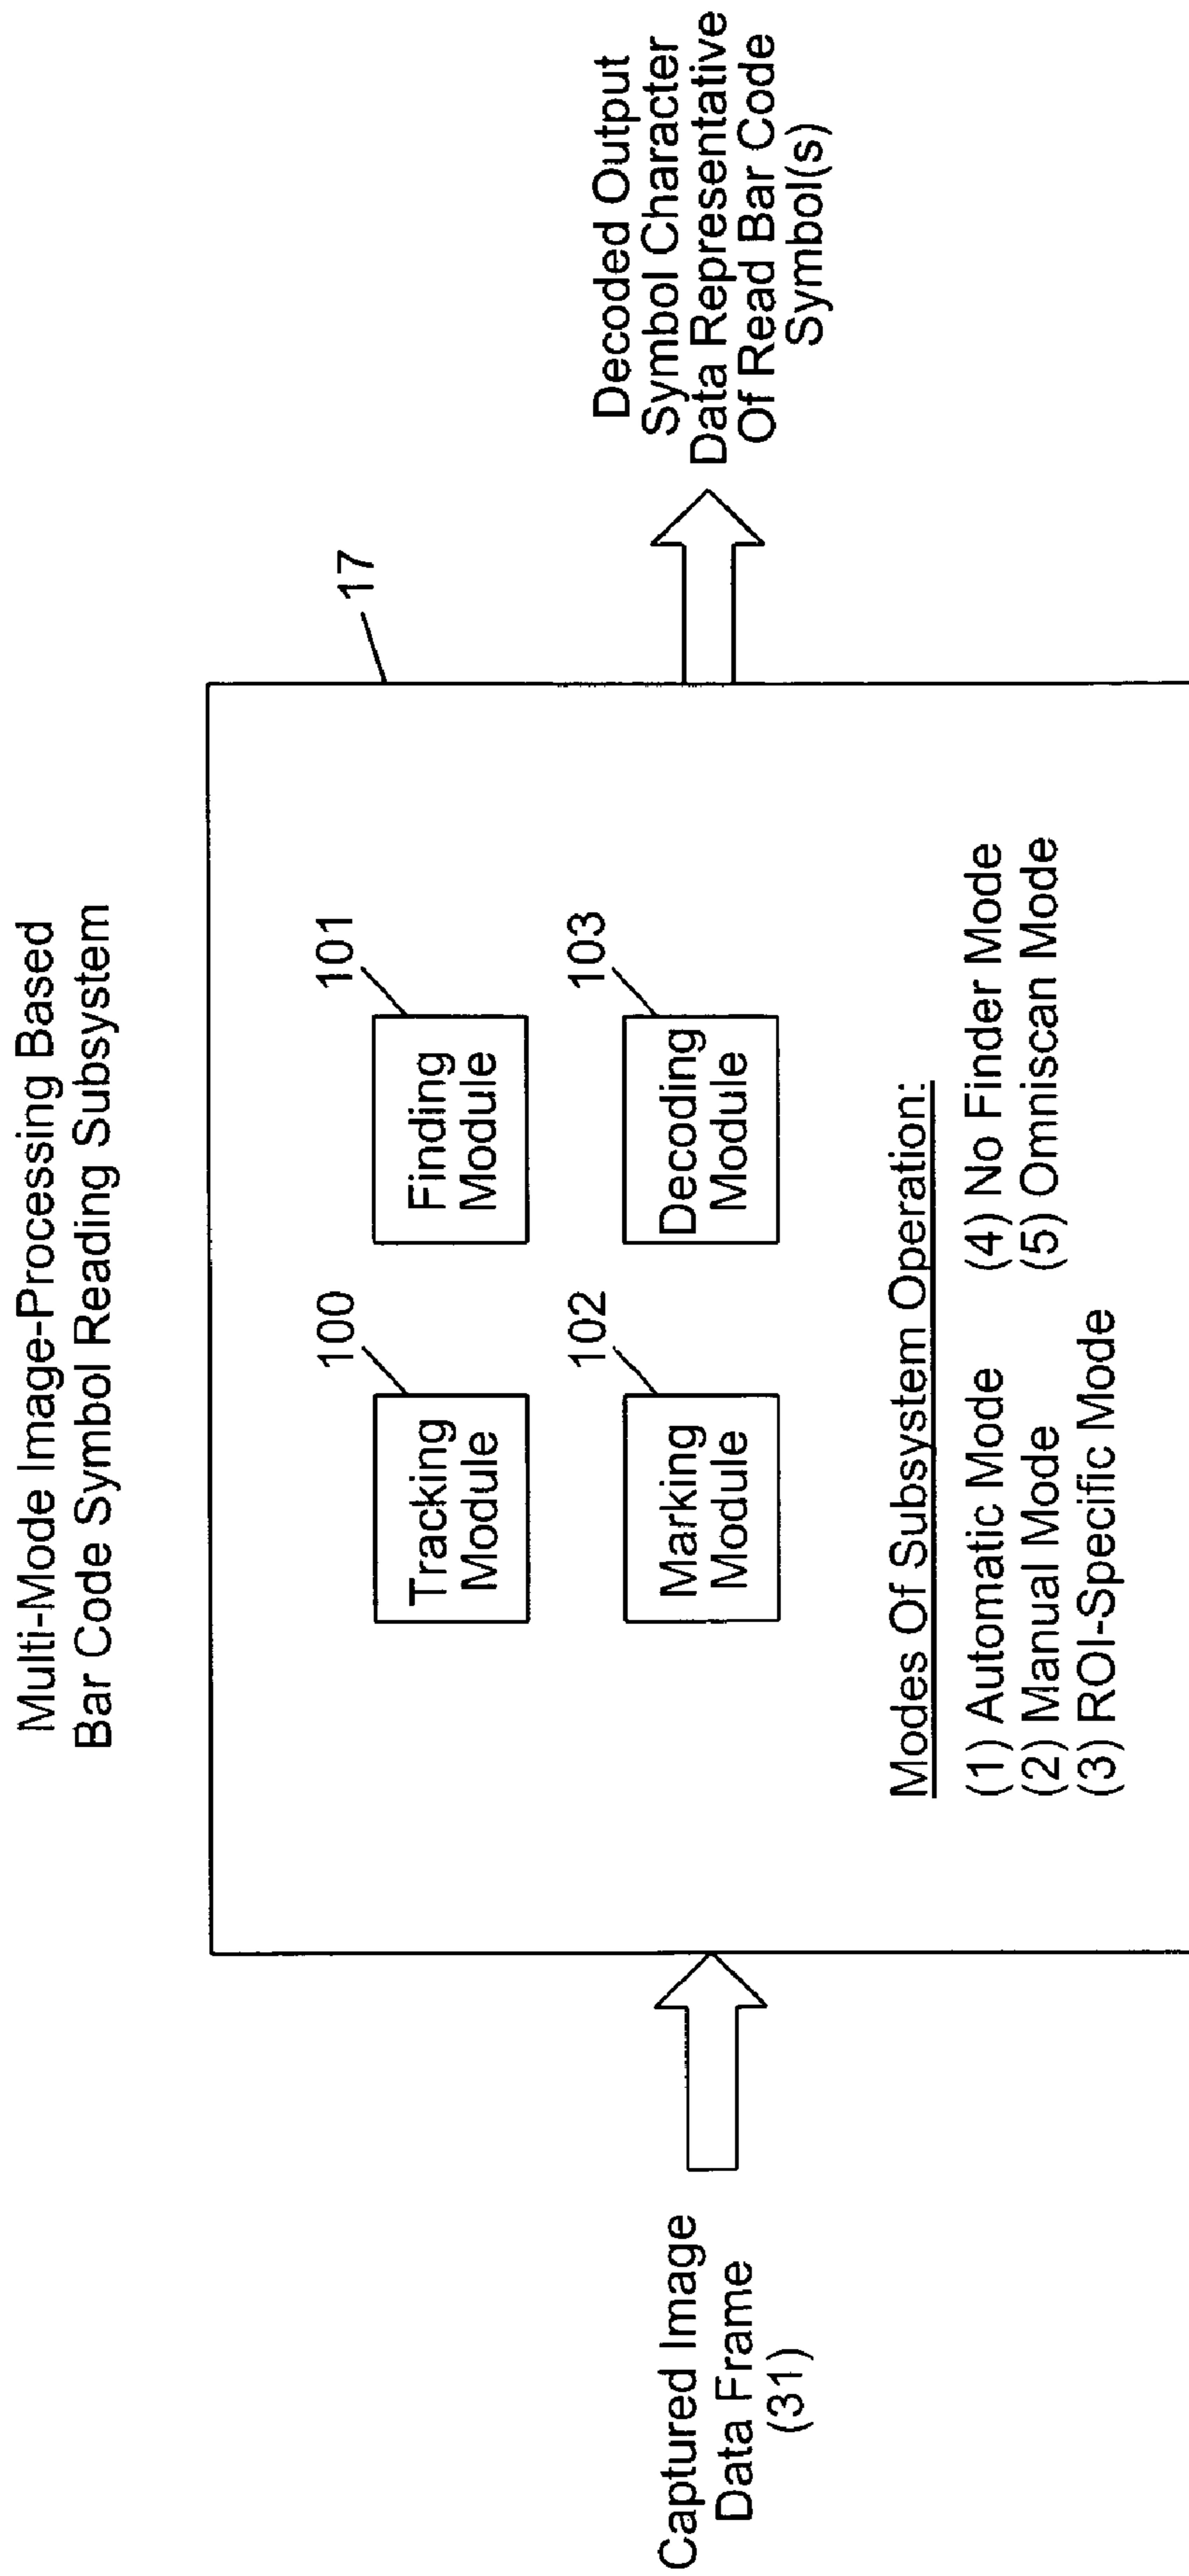 Multi-Mode Image-Processing Based
Bar Code Symbol Reading Subsystem
17
Captured Image
Data Frame
(31)
100
Tracking
Module
101
Finding
Module
102
Marking
Module
103
Decoding
Module
Modes Of Subsystem Operation:
(1) Automatic Mode
(2) Manual Mode
(3) ROI-Specific Mode
(4) No Finder Mode
(5) Omniscan Mode
Decoded Output
Symbol Character
Data Representative
Of Read Bar Code
Symbol(s)